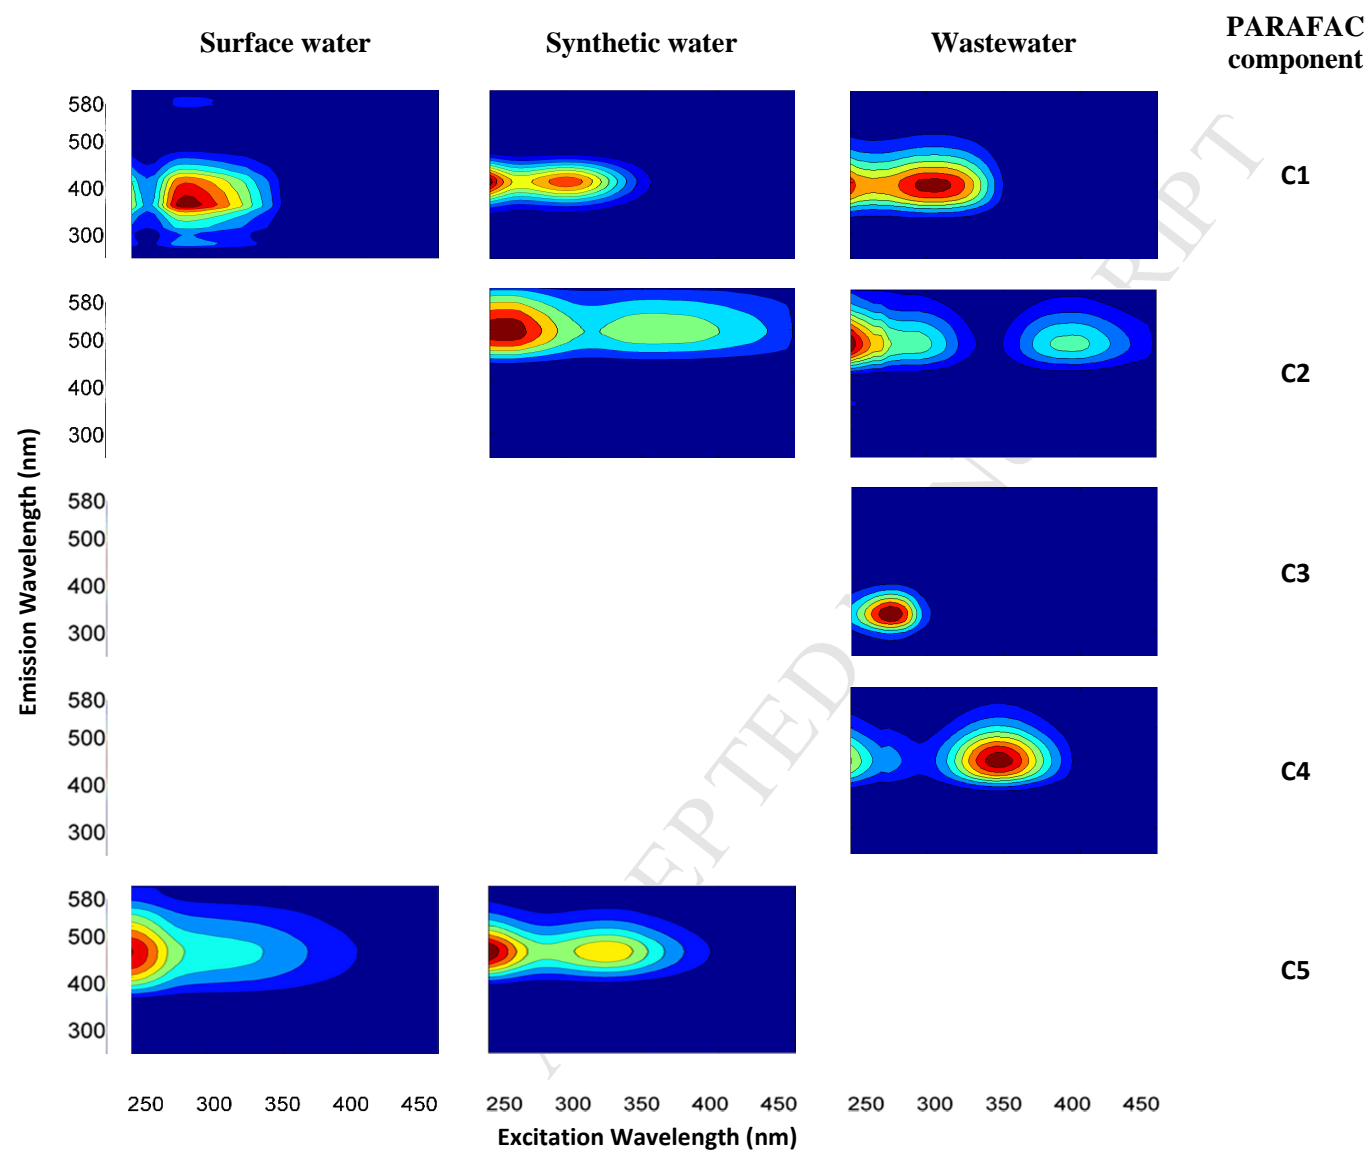 Surface water
Synthetic water
Wastewater
PARAFAC
component
580
500
400
300
C1
580
500
400
300
C2
580
500
400
300
C3
580
500
400
300
C4
580
500
400
300
C5
Emission Wavelength (nm)
250 300 350 400 450
250 300 350 400 450
250 300 350 400 450
Excitation Wavelength (nm)